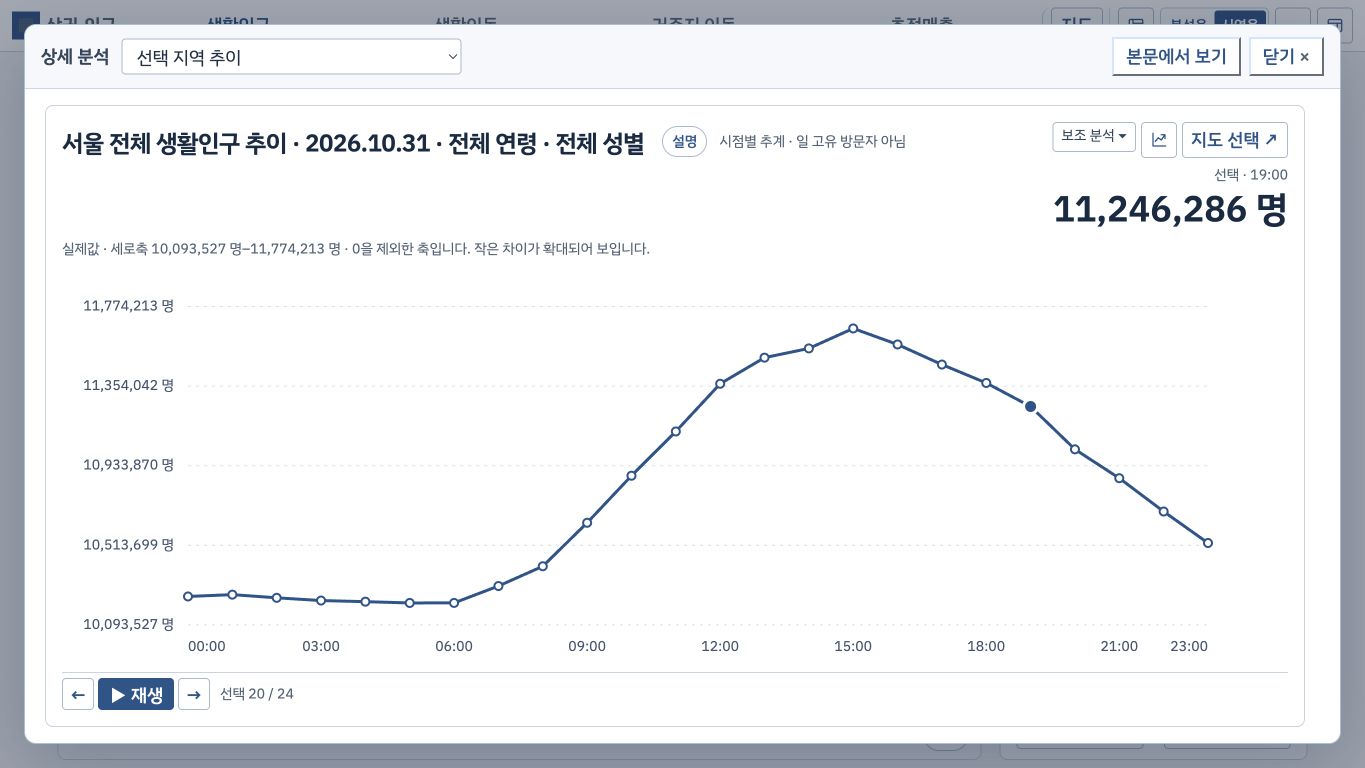 상세 분석
선택 지역 추이
본문에서 보기
닫기 ×
서울 전체 생활인구 추이 · 2026.10.31 · 전체 연령 · 전체 성별
설명
시점별 추계 · 일 고유 방문자 아님
보조 분석
지도 선택 ↗
선택 · 19:00
11,246,286 명
실제값 · 세로축 10,093,527 명–11,774,213 명 · 0을 제외한 축입니다. 작은 차이가 확대되어 보입니다.
11,774,213 명
11,354,042 명
10,933,870 명
10,513,699 명
10,093,527 명
00:00 03:00 06:00 09:00 12:00 15:00 18:00 21:00 23:00
← ▶ 재생 → 선택 20 / 24